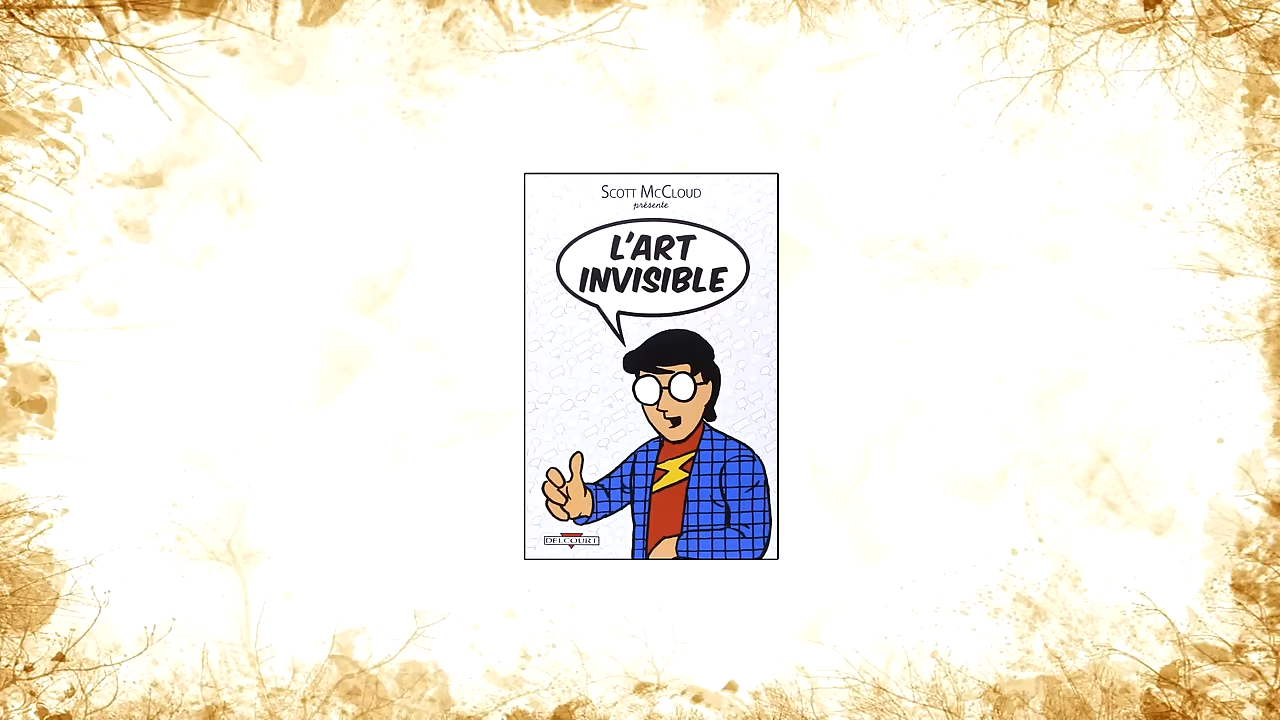 Scott McCloud
présente
L'ART
INVISIBLE
DELCOURT